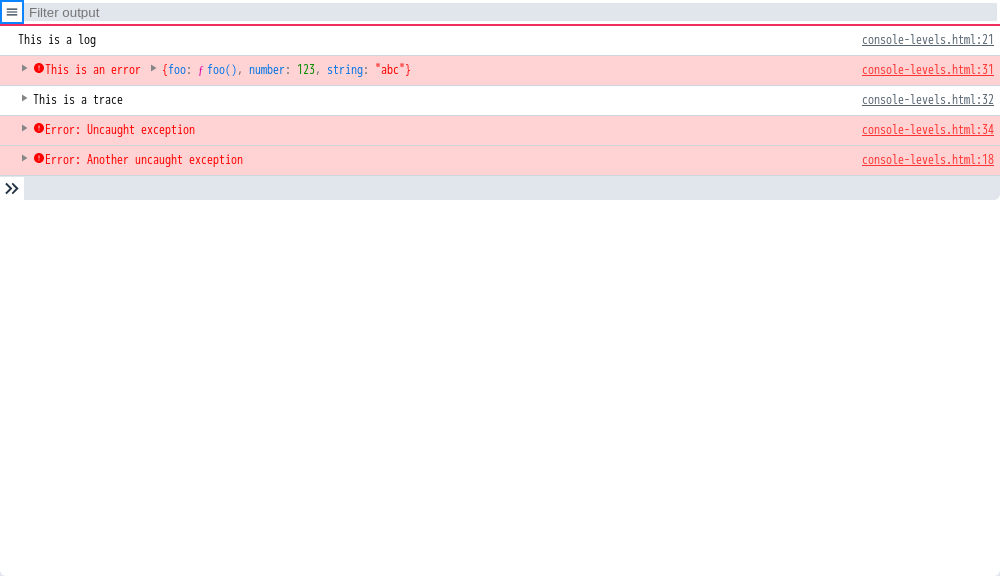 Filter output
This is a log console-levels.html:21
This is an error {foo: ƒ foo(), number: 123, string: "abc"} console-levels.html:31
This is a trace console-levels.html:32
Error: Uncaught exception console-levels.html:34
Error: Another uncaught exception console-levels.html:18